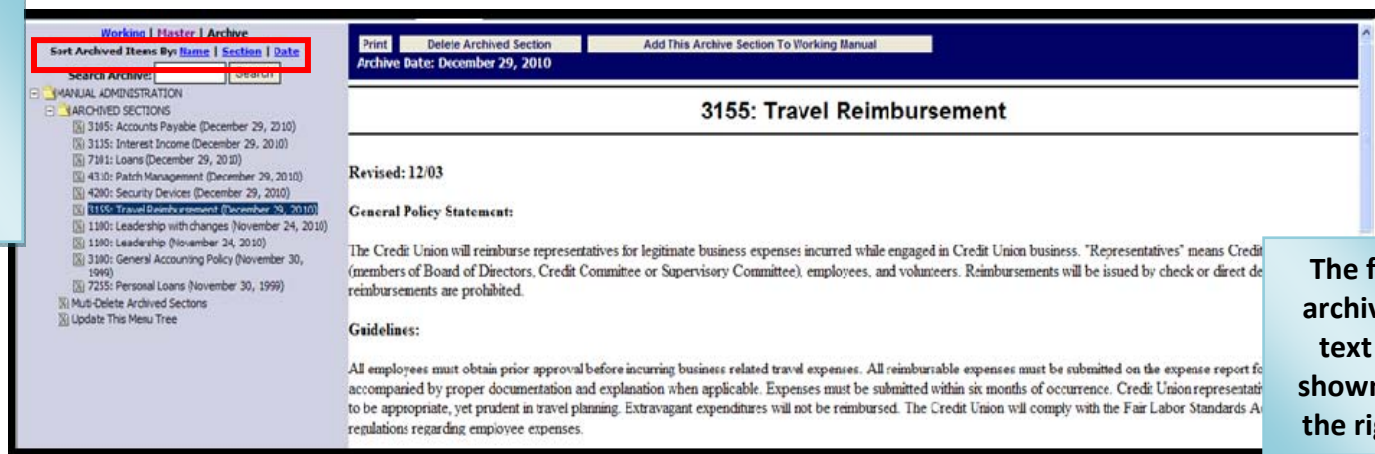 Working | Master | Archive
Sort Archived Items By: Name | Section | Date
Search Archive: Search
MANUAL ADMINISTRATION
ARCHIVED SECTIONS
3105: Accounts Payable (December 29, 2010)
3135: Interest Income (December 29, 2010)
7101: Loans (December 29, 2010)
4310: Patch Management (December 29, 2010)
4200: Security Devices (December 29, 2010)
3155: Travel Reimbursement (December 29, 2010)
1100: Leadership with changes (November 24, 2010)
1100: Leadership (November 24, 2010)
3100: General Accounting Policy (November 30,
1999)
7255: Personal Loans (November 30, 1999)
Muti-Delete Archived Sections
Update This Menu Tree
Print Delete Archived Section Add This Archive Section To Working Manual
Archive Date: December 29, 2010
3155: Travel Reimbursement
Revised: 12/03
General Policy Statement:
The Credit Union will reimburse representatives for legitimate business expenses incurred while engaged in Credit Union business. "Representatives" means Credit
(members of Board of Directors, Credit Committee or Supervisory Committee), employees, and volunteers. Reimbursements will be issued by check or direct de
reimbursements are prohibited.
Guidelines:
All employees must obtain prior approval before incurring business related travel expenses. All reimbursable expenses must be submitted on the expense report fo
accompanied by proper documentation and explanation when applicable. Expenses must be submitted within six months of occurrence. Credit Union representati
to be appropriate, yet prudent in travel planning. Extravagant expenditures will not be reimbursed. The Credit Union will comply with the Fair Labor Standards A
regulations regarding employee expenses.
The f
archiv
text
shown
the rig